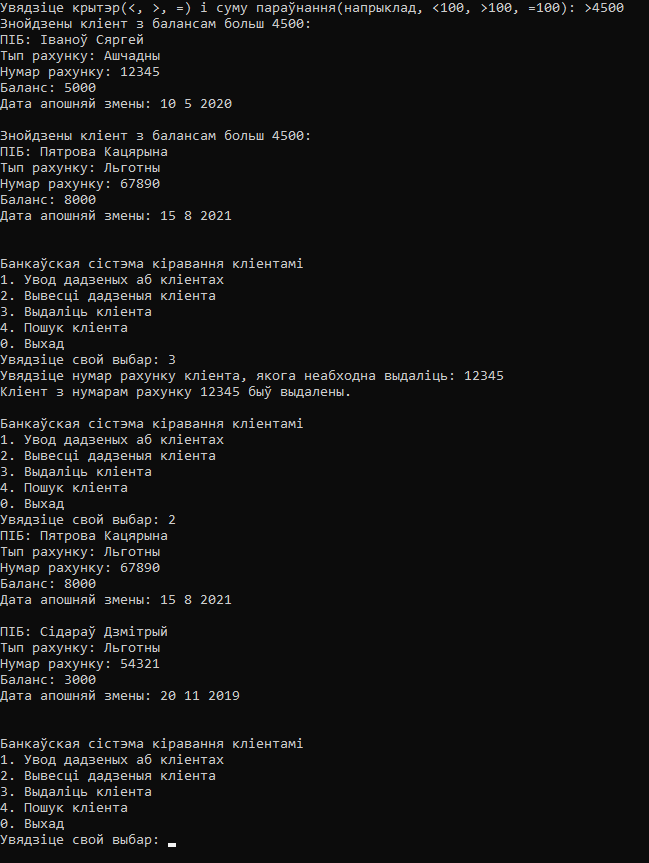 Увядзіце крытэр(<, >, =) і суму параўнання(напрыклад, <100, >100, =100): >4500
Знойдзены кліент з балансам больш 4500:
ПІБ: Іваноў Сяргей
Тып рахунку: Ашчадны
Нумар рахунку: 12345
Баланс: 5000
Дата апошняй змены: 10 5 2020
Знойдзены кліент з балансам больш 4500:
ПІБ: Пятрова Кацярына
Тып рахунку: Льготны
Нумар рахунку: 67890
Баланс: 8000
Дата апошняй змены: 15 8 2021
Банкаўская сістэма кіравання кліентамі
1. Увод дадзеных аб кліентах
2. Вывесці дадзеныя кліента
3. Выдаліць кліента
4. Пошук кліента
0. Выхад
Увядзіце свой выбар: 3
Увядзіце нумар рахунку кліента, якога неабходна выдаліць: 12345
Кліент з нумарам рахунку 12345 быў выдалены.
Банкаўская сістэма кіравання кліентамі
1. Увод дадзеных аб кліентах
2. Вывесці дадзеныя кліента
3. Выдаліць кліента
4. Пошук кліента
0. Выхад
Увядзіце свой выбар: 2
ПІБ: Пятрова Кацярына
Тып рахунку: Льготны
Нумар рахунку: 67890
Баланс: 8000
Дата апошняй змены: 15 8 2021
ПІБ: Сідараў Дзмітрый
Тып рахунку: Льготны
Нумар рахунку: 54321
Баланс: 3000
Дата апошняй змены: 20 11 2019
Банкаўская сістэма кіравання кліентамі
1. Увод дадзеных аб кліентах
2. Вывесці дадзеныя кліента
3. Выдаліць кліента
4. Пошук кліента
0. Выхад
Увядзіце свой выбар: